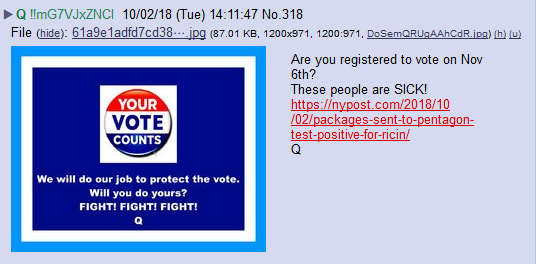 ▶ Q !!mG7VJxZNCI 10/02/18 (Tue) 14:11:47 No.318
File (hide): 61a9e1adfd7cd38⋯.jpg (87.01 KB, 1200x971, 1200:971, DoSemQRUgAAhCdR.jpg) (h) (u)
YOUR
VOTE
COUNTS
We will do our job to protect the vote.
Will you do yours?
FIGHT! FIGHT! FIGHT!
Q
Are you registered to vote on Nov
6th?
These people are SICK!
https://nypost.com/2018/10
/02/packages-sent-to-pentagon-
test-positive-for-ricin/
Q